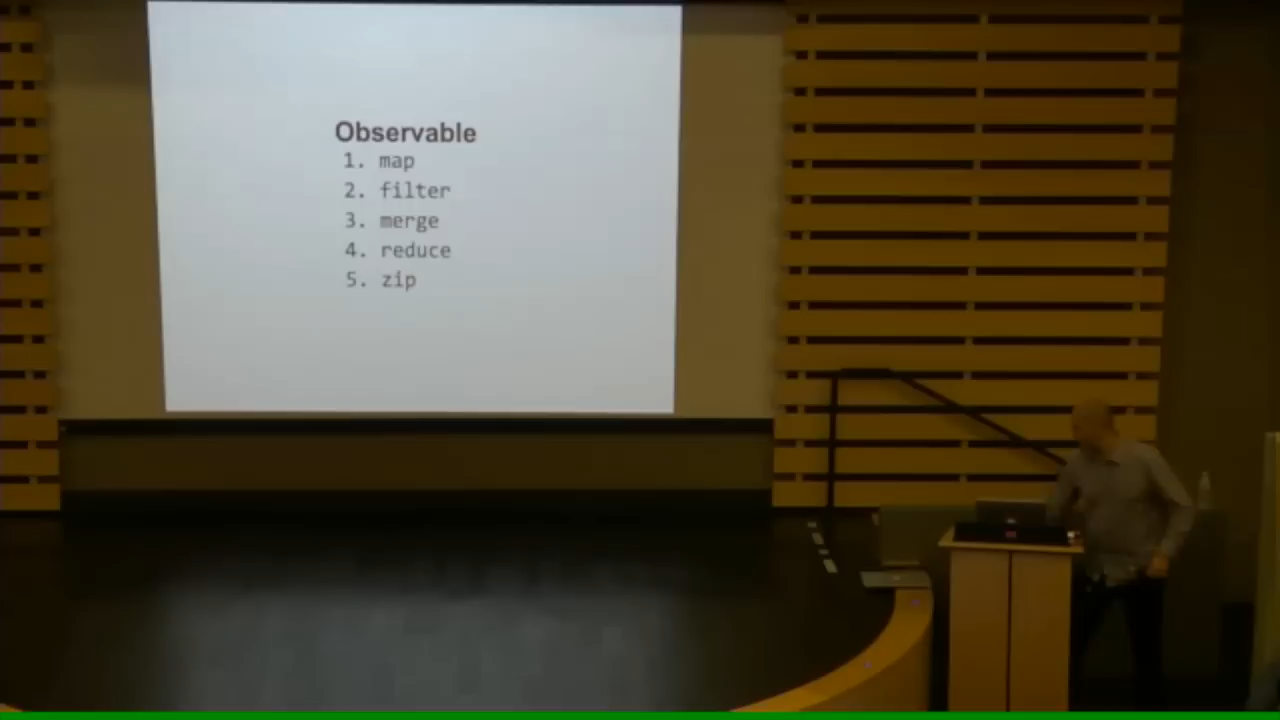 Observable
1. map
2. filter
3. merge
4. reduce
5. zip